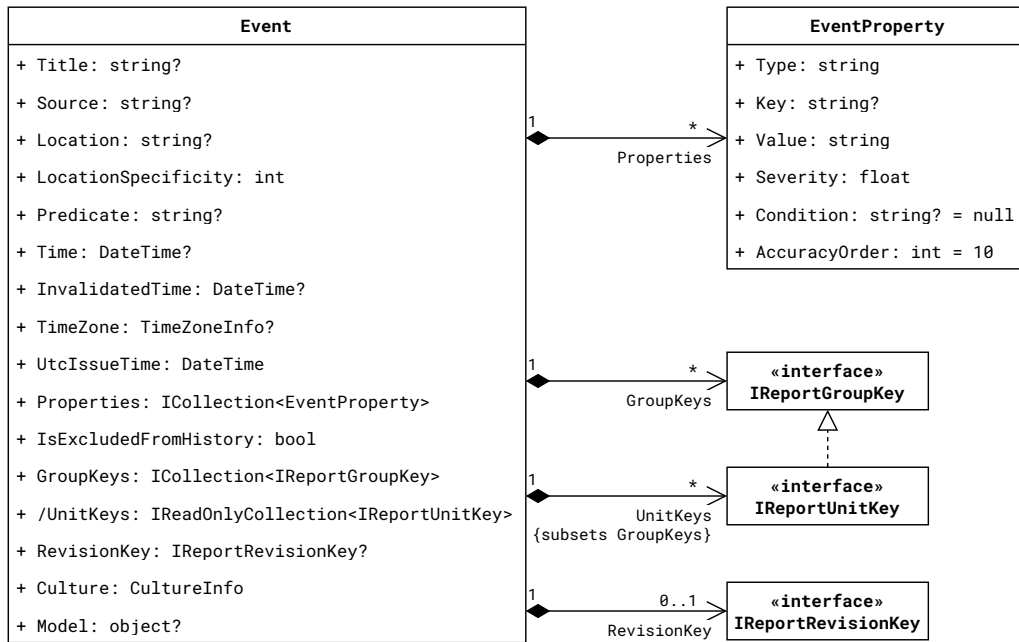 Event
+ Title: string?
+ Source: string?
+ Location: string?
+ LocationSpecificity: int
+ Predicate: string?
+ Time: DateTime?
+ InvalidatedTime: DateTime?
+ TimeZone: TimeZoneInfo?
+ UtcIssueTime: DateTime
+ Properties: ICollection<EventProperty>
+ IsExcludedFromHistory: bool
+ GroupKeys: ICollection<IReportGroupKey>
+ /UnitKeys: IReadOnlyCollection<IReportUnitKey>
+ RevisionKey: IReportRevisionKey?
+ Culture: CultureInfo
+ Model: object?
1 *
Properties
EventProperty
+ Type: string
+ Key: string?
+ Value: string
+ Severity: float
+ Condition: string? = null
+ AccuracyOrder: int = 10
1 *
GroupKeys
«interface»
IReportGroupKey
1 *
UnitKeys
{subsets GroupKeys}
«interface»
IReportUnitKey
1 0..1
RevisionKey
«interface»
IReportRevisionKey